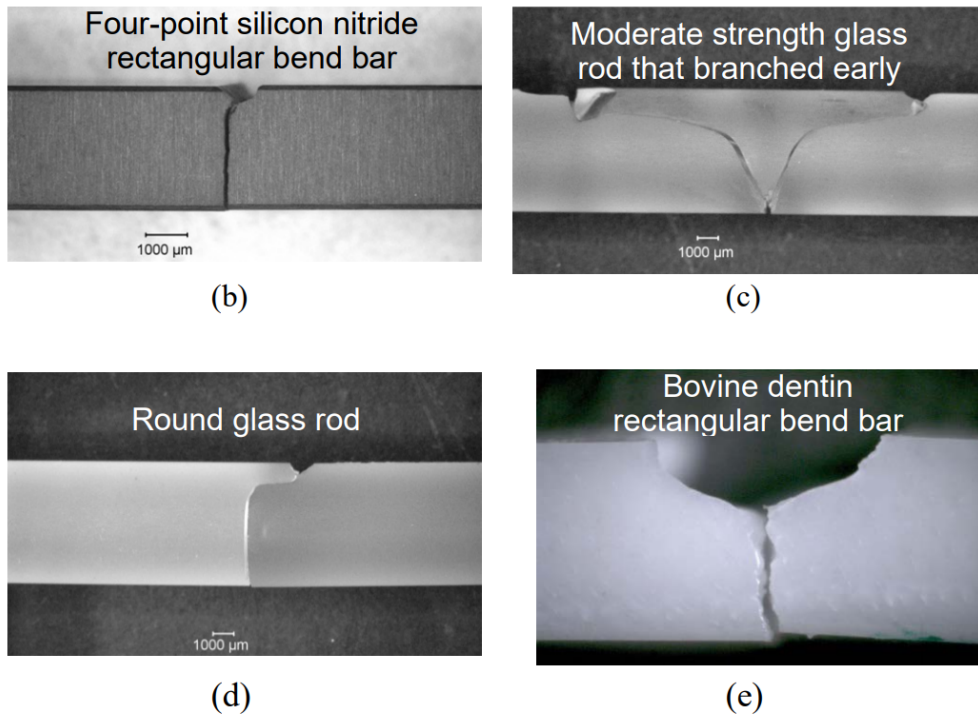 Four-point silicon nitride
rectangular bend bar
1000 µm
(b)
Moderate strength glass
rod that branched early
1000 µm
(c)
Round glass rod
1000 µm
(d)
Bovine dentin
rectangular bend bar
(e)